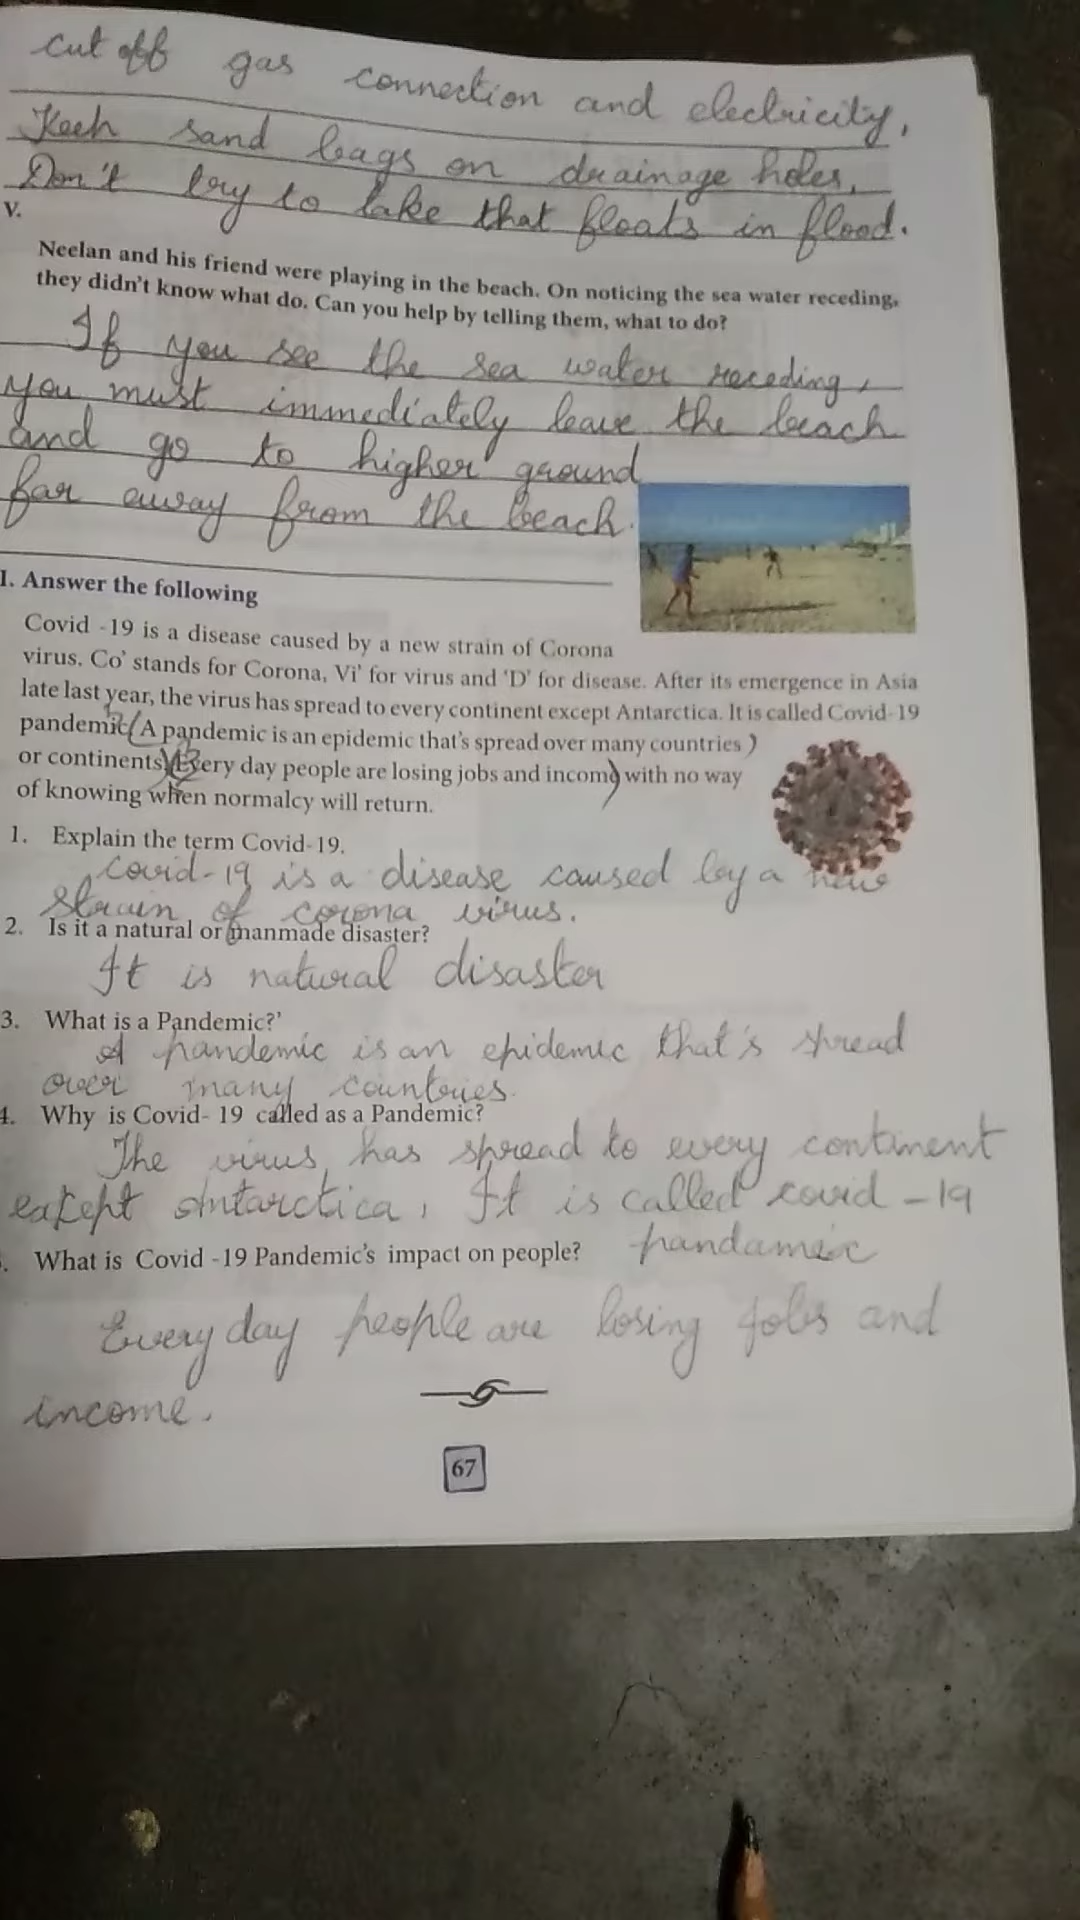 cut off gas connection and electricity,
Keep sand bags on drainage holes,
Don't try to take that floats in flood.
V.
Neelan and his friend were playing in the beach. On noticing the sea water receding,
they didn't know what do. Can you help by telling them, what to do?
If you see the sea water receding,
you must immediately leave the beach
and go to higher ground
far away from the beach.
I. Answer the following
Covid -19 is a disease caused by a new strain of Corona
virus. Co' stands for Corona, Vi' for virus and 'D' for disease. After its emergence in Asia
late last year, the virus has spread to every continent except Antarctica. It is called Covid-19
pandemic (A pandemic is an epidemic that's spread over many countries)
or continents. Every day people are losing jobs and income) with no way
of knowing when normalcy will return.
1. Explain the term Covid-19.
Covid-19 is a disease caused by a new
strain of corona virus.
2. Is it a natural or manmade disaster?
It is natural disaster
3. What is a Pandemic?'
A pandemic is an epidemic that's spread
over many countries.
4. Why is Covid- 19 called as a Pandemic?
The virus has spread to every continent
except Antarctica, It is called covid -19
pandamic
. What is Covid -19 Pandemic's impact on people?
Every day people are losing jobs and
income.
67